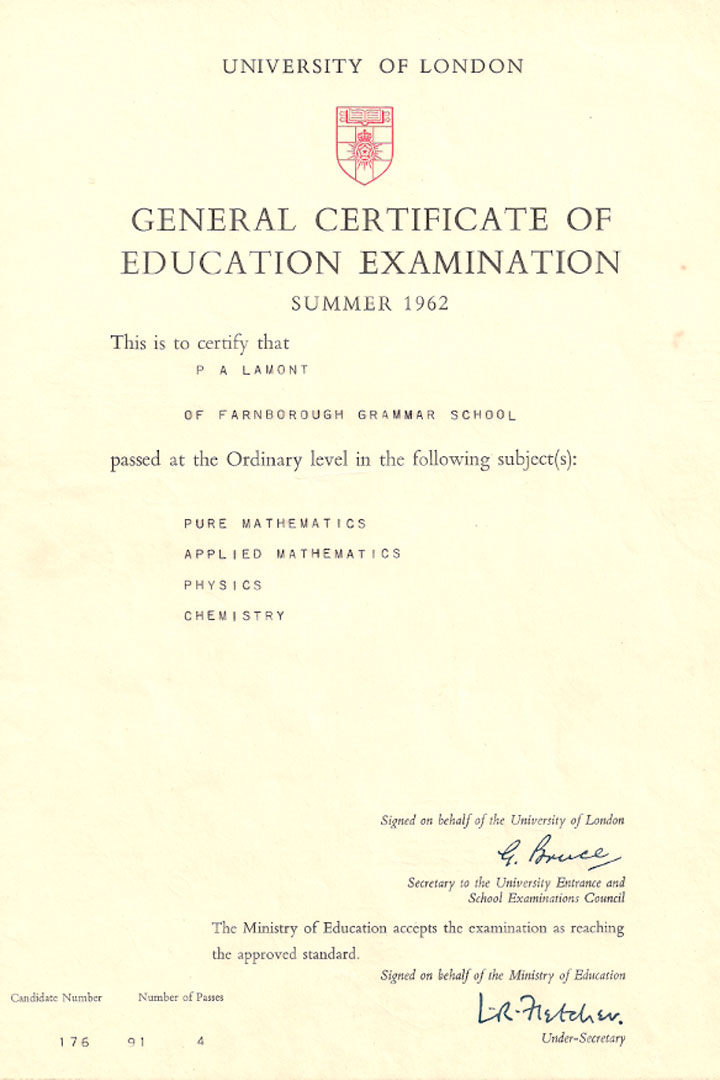 UNIVERSITY OF LONDON
GENERAL CERTIFICATE OF
EDUCATION EXAMINATION
SUMMER 1962
This is to certify that
P A LAMONT
OF FARNBOROUGH GRAMMAR SCHOOL
passed at the Ordinary level in the following subject(s):
PURE MATHEMATICS
APPLIED MATHEMATICS
PHYSICS
CHEMISTRY
Signed on behalf of the University of London
G. Bruce
Secretary to the University Entrance and
School Examinations Council
The Ministry of Education accepts the examination as reaching
the approved standard.
Signed on behalf of the Ministry of Education
L.R. Fletcher.
Under-Secretary
Candidate Number Number of Passes
176 91 4